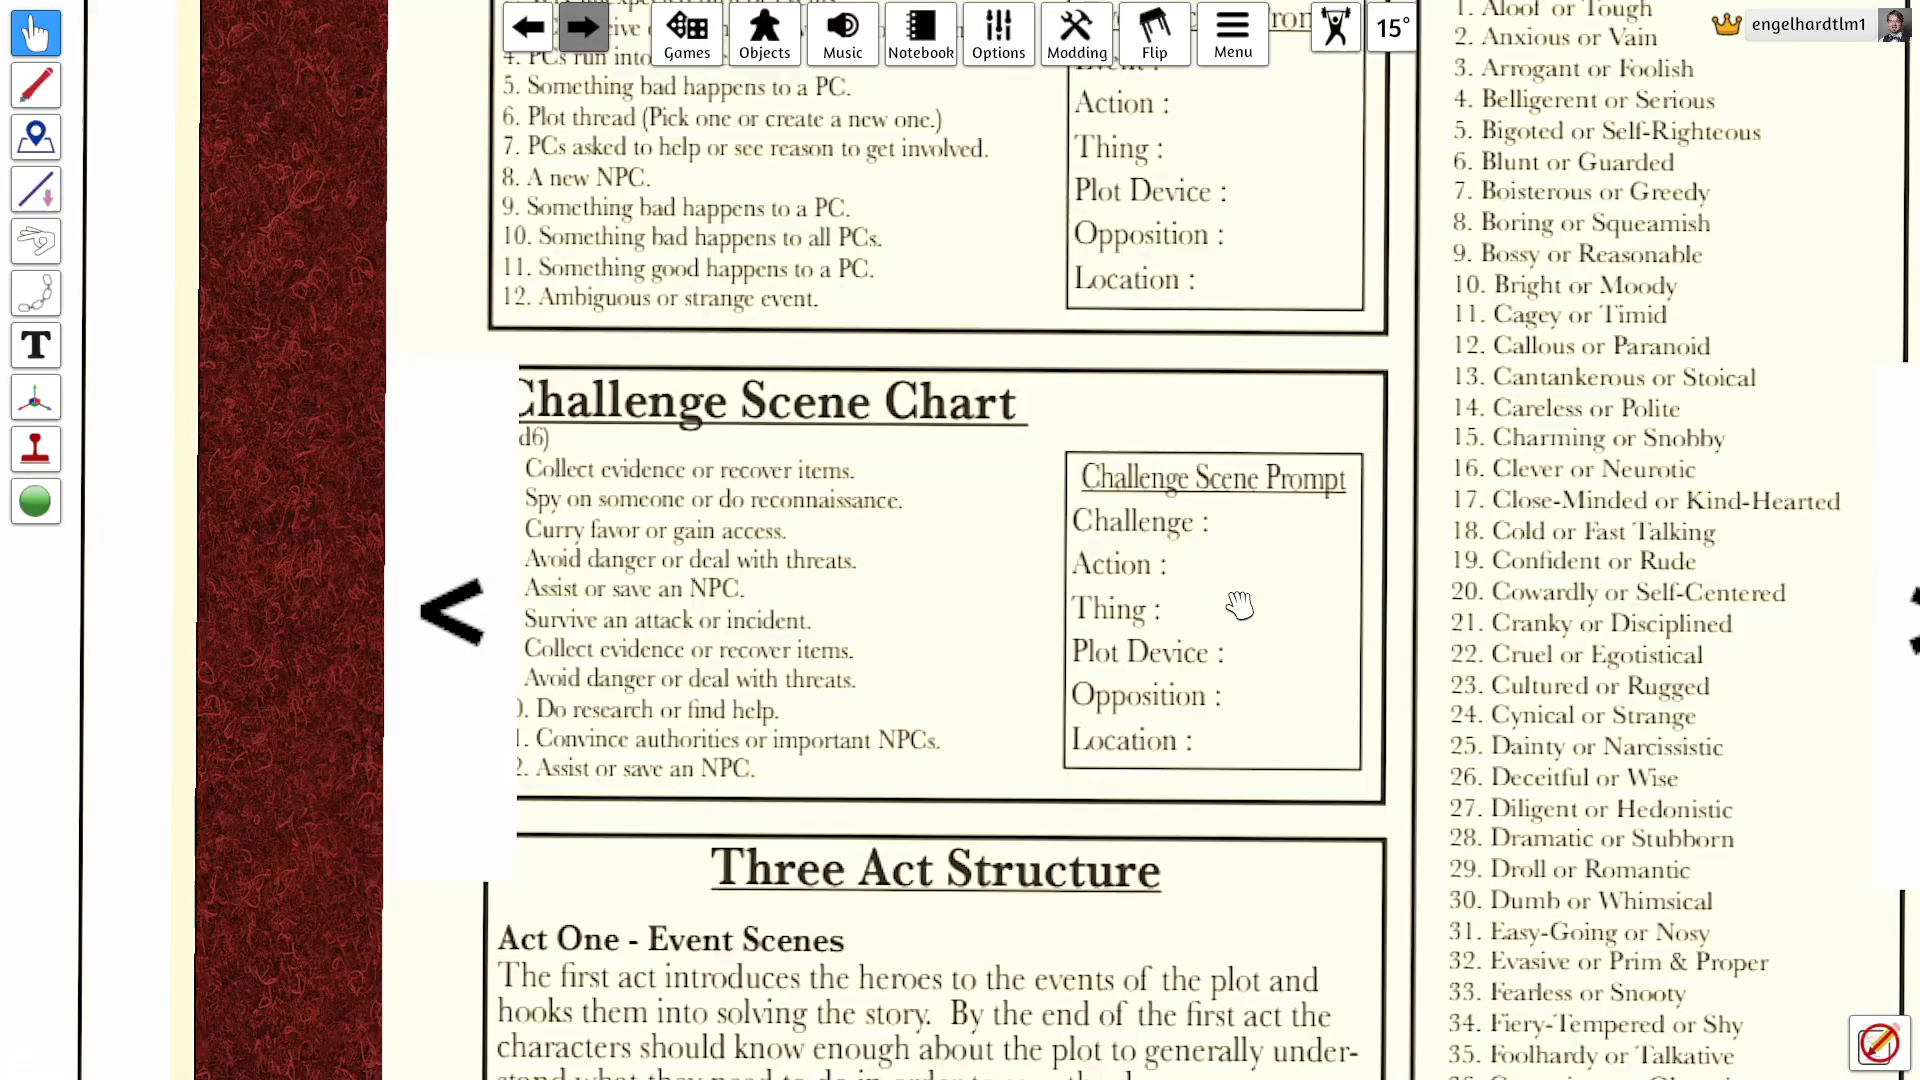 Games
Objects
Music
Notebook
Options
Modding
Flip
Menu
15°
engelhardtlm1
4. PCs run into
5. Something bad happens to a PC.
6. Plot thread (Pick one or create a new one.)
7. PCs asked to help or see reason to get involved.
8. A new NPC.
9. Something bad happens to a PC.
10. Something bad happens to all PCs.
11. Something good happens to a PC.
12. Ambiguous or strange event.
Action :
Thing :
Plot Device :
Opposition :
Location :
Challenge Scene Chart
d6)
Collect evidence or recover items.
Spy on someone or do reconnaissance.
Curry favor or gain access.
Avoid danger or deal with threats.
Assist or save an NPC.
Survive an attack or incident.
Collect evidence or recover items.
Avoid danger or deal with threats.
). Do research or find help.
1. Convince authorities or important NPCs.
2. Assist or save an NPC.
Challenge Scene Prompt
Challenge :
Action :
Thing :
Plot Device :
Opposition :
Location :
Three Act Structure
Act One - Event Scenes
The first act introduces the heroes to the events of the plot and
hooks them into solving the story. By the end of the first act the
characters should know enough about the plot to generally under-
1. Aloof or Tough
2. Anxious or Vain
3. Arrogant or Foolish
4. Belligerent or Serious
5. Bigoted or Self-Righteous
6. Blunt or Guarded
7. Boisterous or Greedy
8. Boring or Squeamish
9. Bossy or Reasonable
10. Bright or Moody
11. Cagey or Timid
12. Callous or Paranoid
13. Cantankerous or Stoical
14. Careless or Polite
15. Charming or Snobby
16. Clever or Neurotic
17. Close-Minded or Kind-Hearted
18. Cold or Fast Talking
19. Confident or Rude
20. Cowardly or Self-Centered
21. Cranky or Disciplined
22. Cruel or Egotistical
23. Cultured or Rugged
24. Cynical or Strange
25. Dainty or Narcissistic
26. Deceitful or Wise
27. Diligent or Hedonistic
28. Dramatic or Stubborn
29. Droll or Romantic
30. Dumb or Whimsical
31. Easy-Going or Nosy
32. Evasive or Prim & Proper
33. Fearless or Snooty
34. Fiery-Tempered or Shy
35. Foolhardy or Talkative